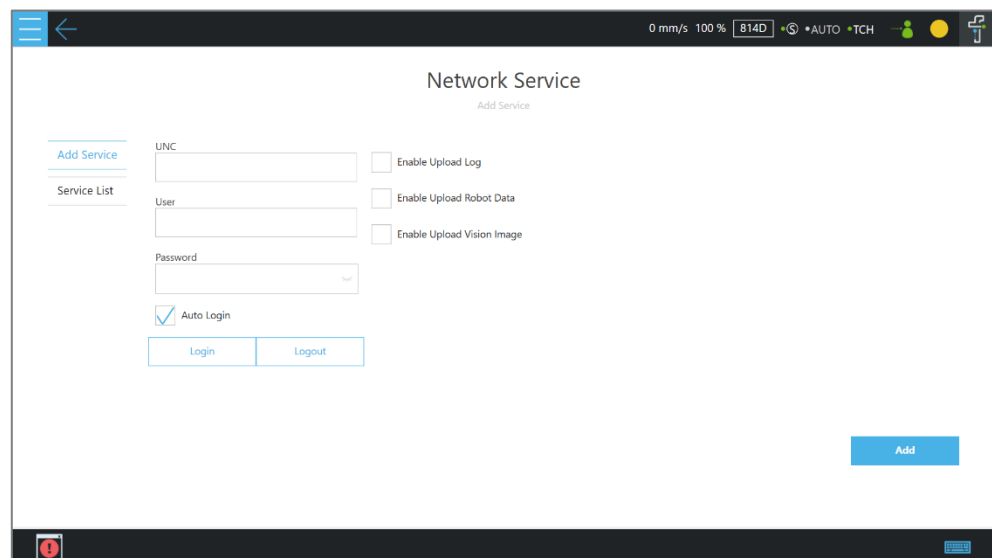 0 mm/s 100 % 814D •Ⓢ •AUTO •TCH
Network Service
Add Service
Add Service
Service List
UNC
User
Password
Auto Login
Login Logout
Enable Upload Log
Enable Upload Robot Data
Enable Upload Vision Image
Add